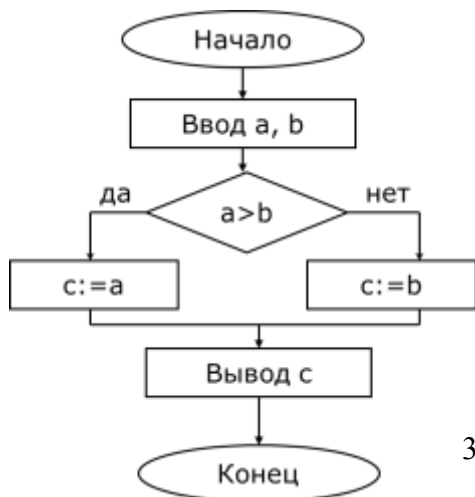 Начало
Ввод a, b
да
a>b
нет
c:=a
c:=b
Вывод c
3
Конец